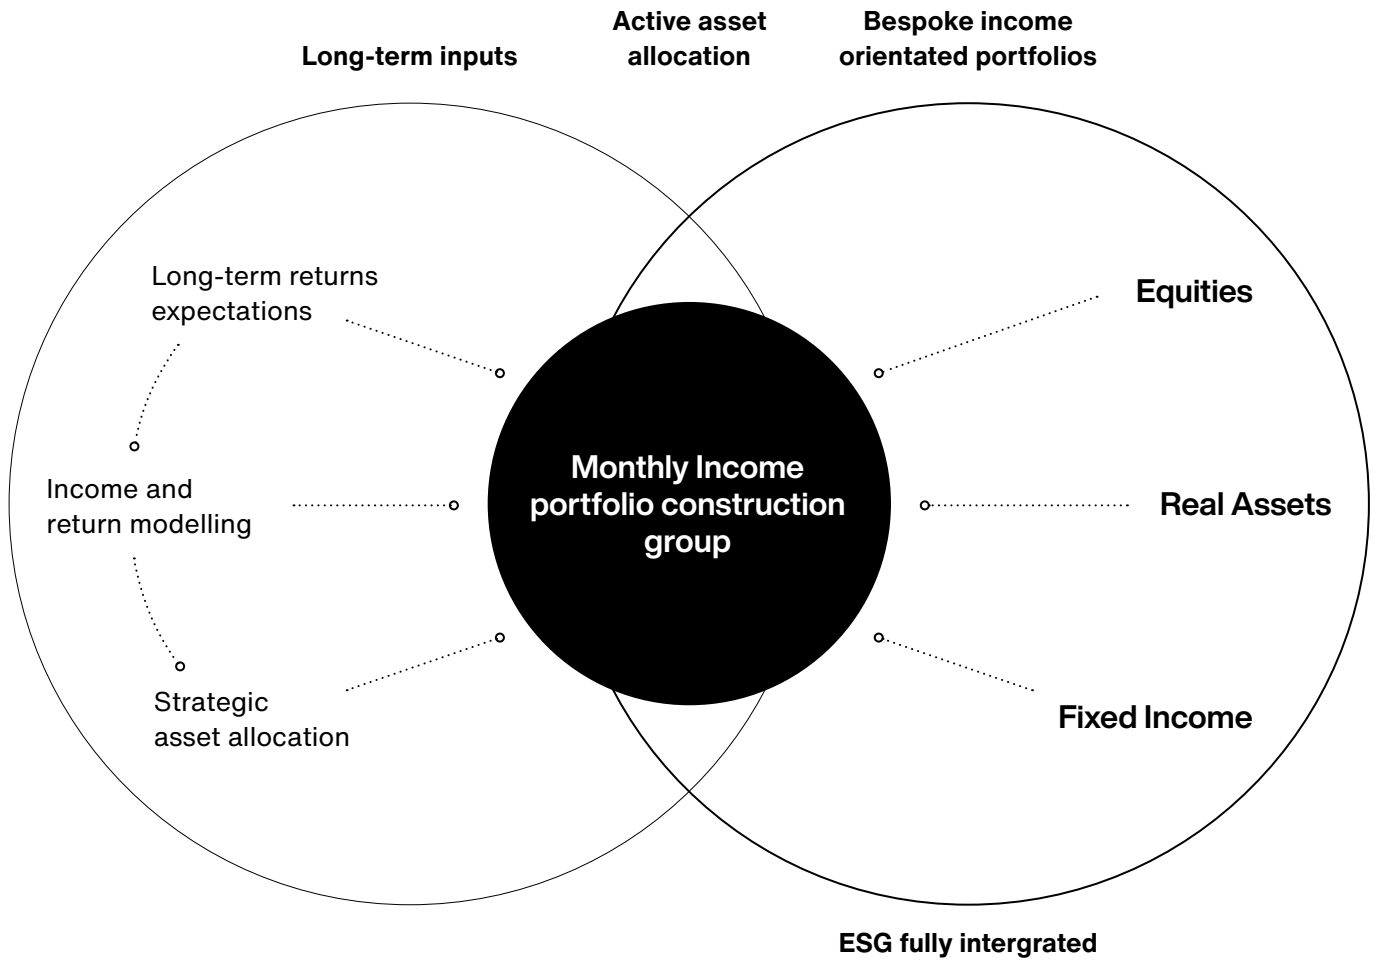 Long-term inputs
Active asset
allocation
Bespoke income
orientated portfolios
Long-term returns
expectations
Income and
return modelling
Strategic
asset allocation
Monthly Income
portfolio construction
group
Equities
Real Assets
Fixed Income
ESG fully intergrated